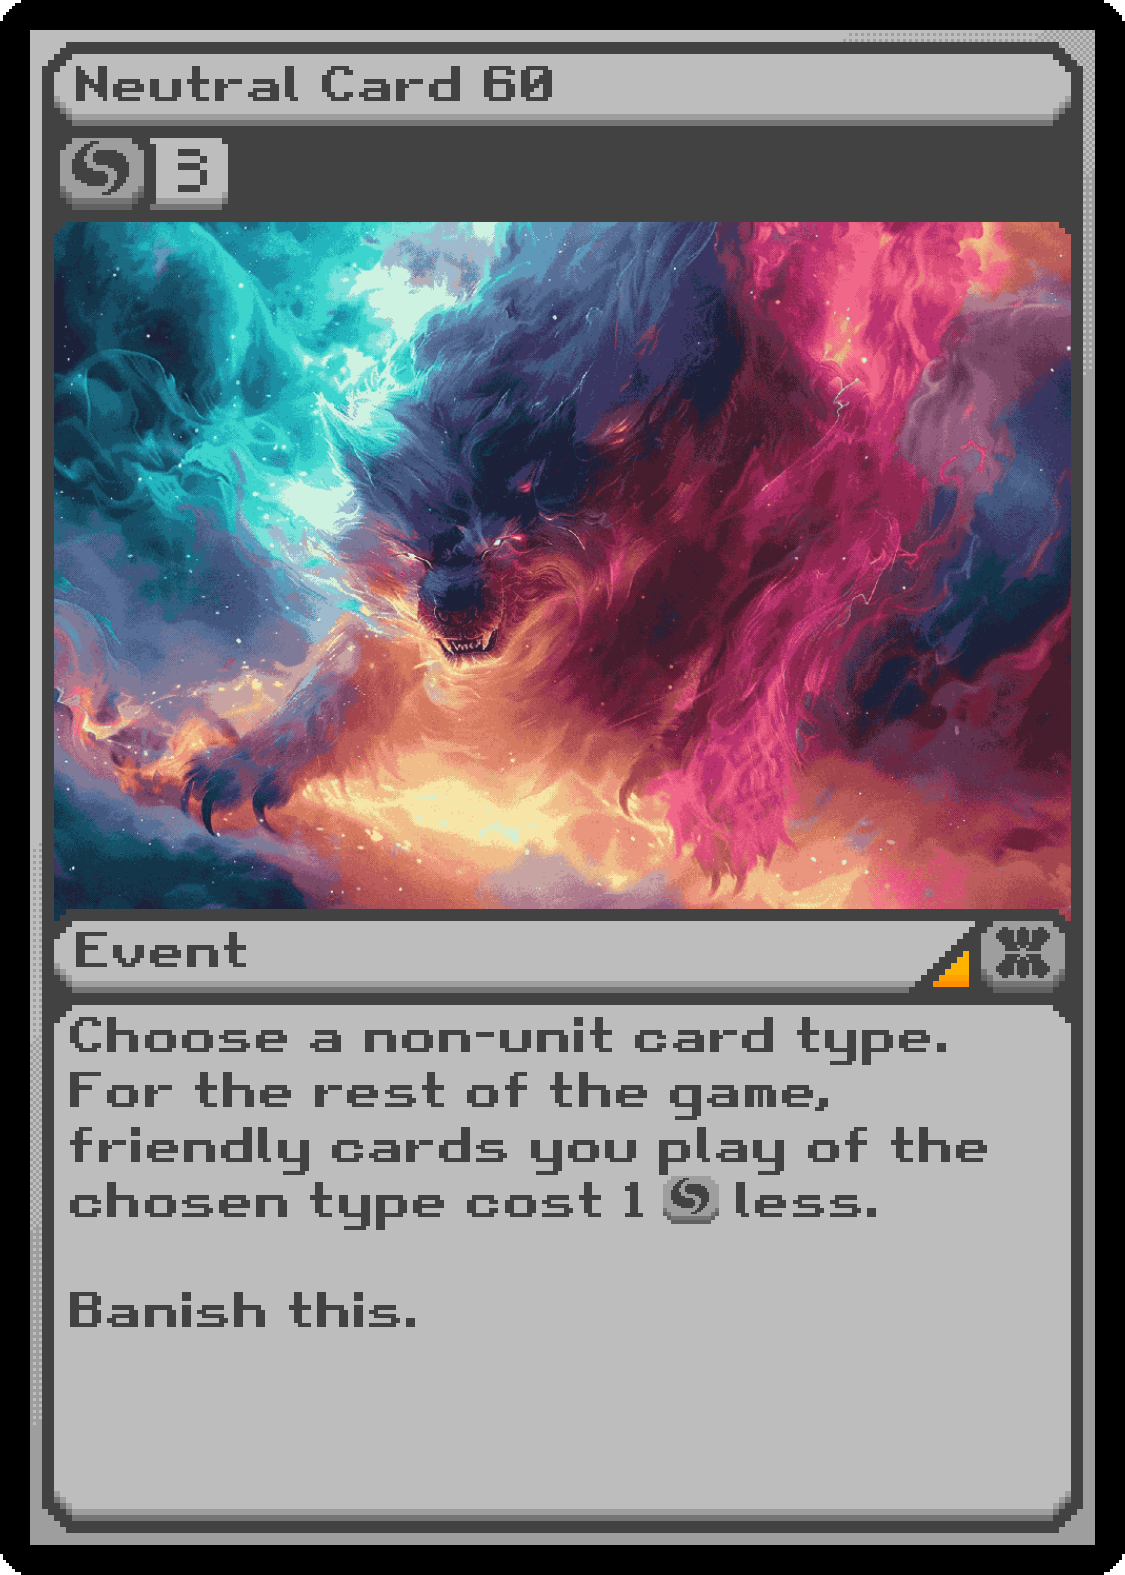 Neutral Card 60
3
Event
Choose a non-unit card type.
For the rest of the game,
friendly cards you play of the
chosen type cost 1 less.
Banish this.